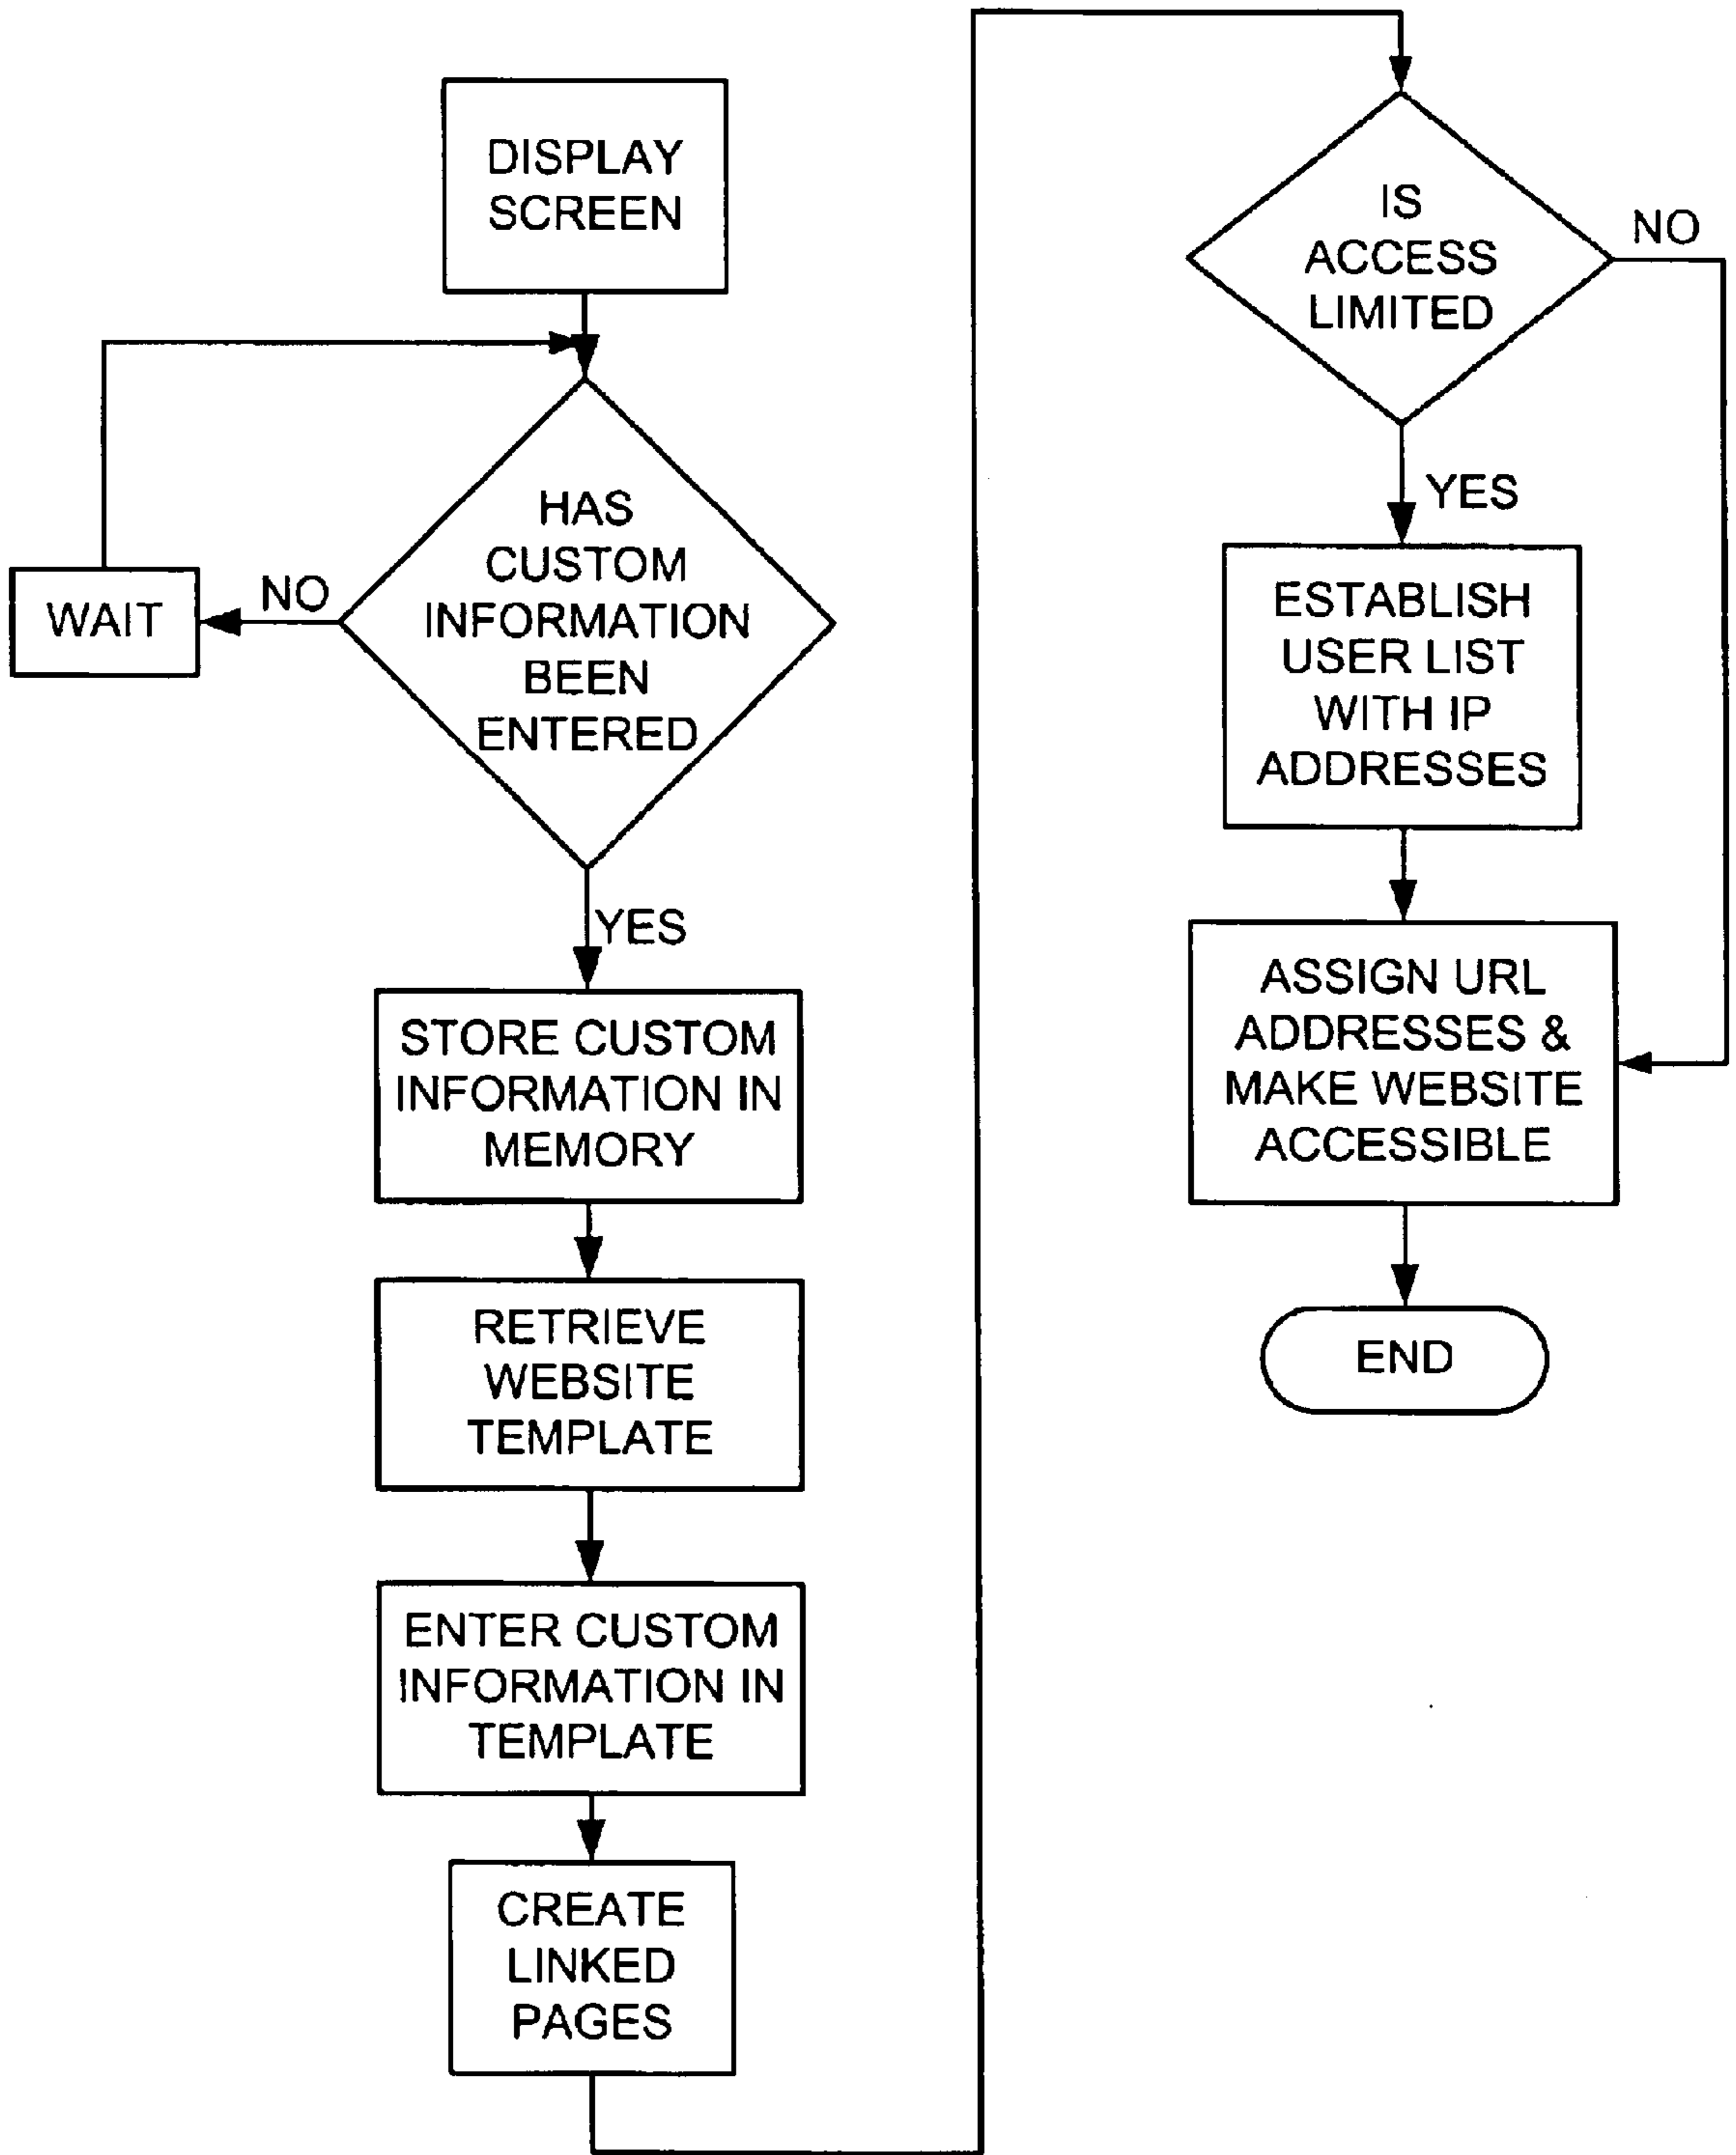 DISPLAY
SCREEN
HAS
CUSTOM
INFORMATION
BEEN
ENTERED
NO
WAIT
YES
STORE CUSTOM
INFORMATION IN
MEMORY
RETRIEVE
WEBSITE
TEMPLATE
ENTER CUSTOM
INFORMATION IN
TEMPLATE
CREATE
LINKED
PAGES
IS
ACCESS
LIMITED
NO
YES
ESTABLISH
USER LIST
WITH IP
ADDRESSES
ASSIGN URL
ADDRESSES &
MAKE WEBSITE
ACCESSIBLE
END